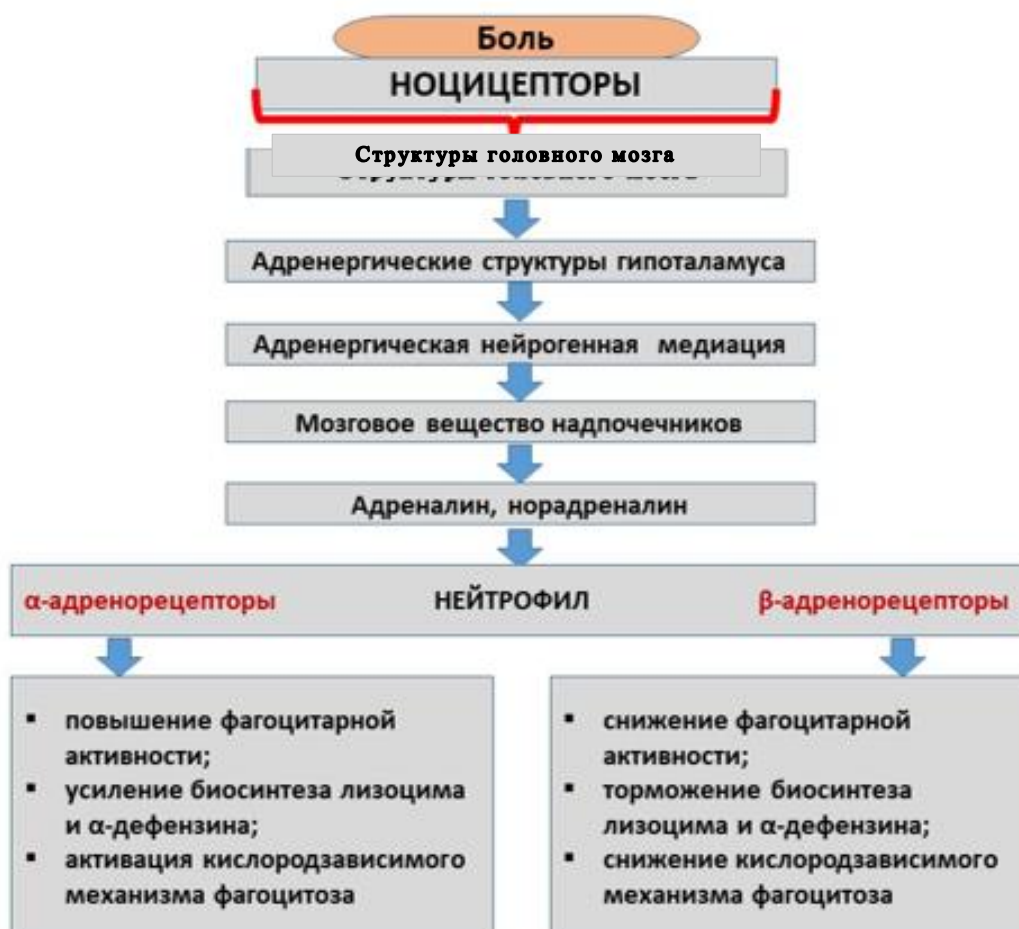 Боль
НОЦИЦЕПТОРЫ
Структуры головного мозга
Адренергические структуры гипоталамуса
Адренергическая нейрогенная медиация
Мозговое вещество надпочечников
Адреналин, норадреналин
α-адренорецепторы НЕЙТРОФИЛ β-адренорецепторы
▪ повышение фагоцитарной
активности;
▪ усиление биосинтеза лизоцима
и α-дефензина;
▪ активация кислородзависимого
механизма фагоцитоза
▪ снижение фагоцитарной
активности;
▪ торможение биосинтеза
лизоцима и α-дефензина;
▪ снижение кислородзависимого
механизма фагоцитоза